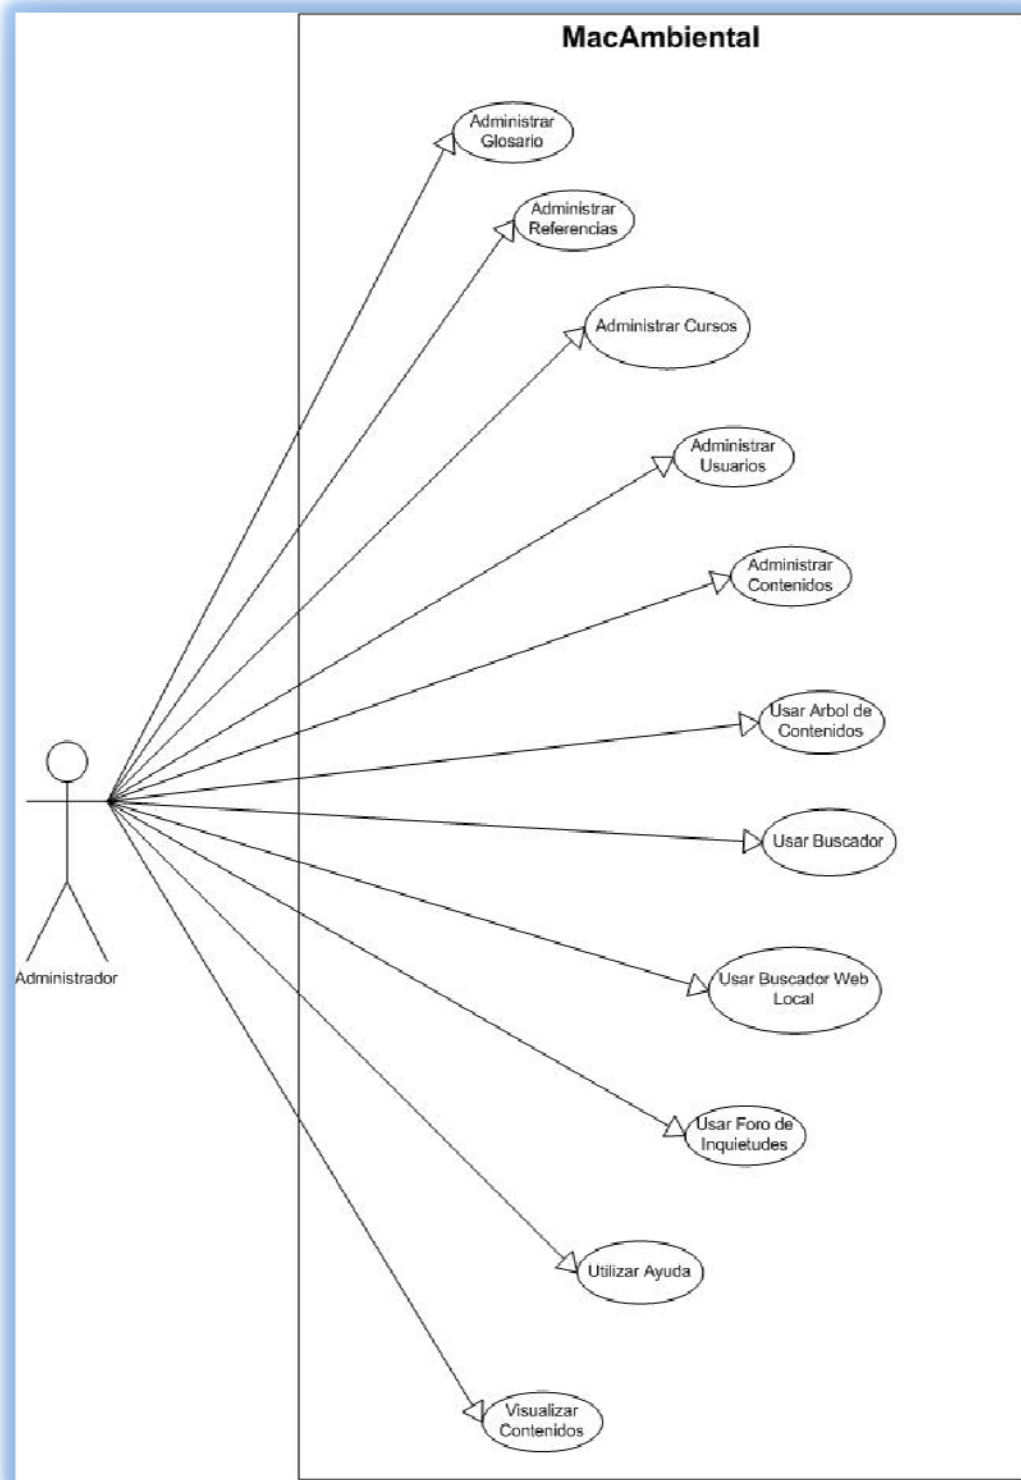 MacAmbiental
Administrar
Glosario
Administrar
Referencias
Administrar Cursos
Administrar
Usuarios
Administrar
Contenidos
Usar Arbol de
Contenidos
Usar Buscador
Administrador
Usar Buscador Web
Local
Usar Foro de
Inquietudes
Utilizar Ayuda
Visualizar
Contenidos